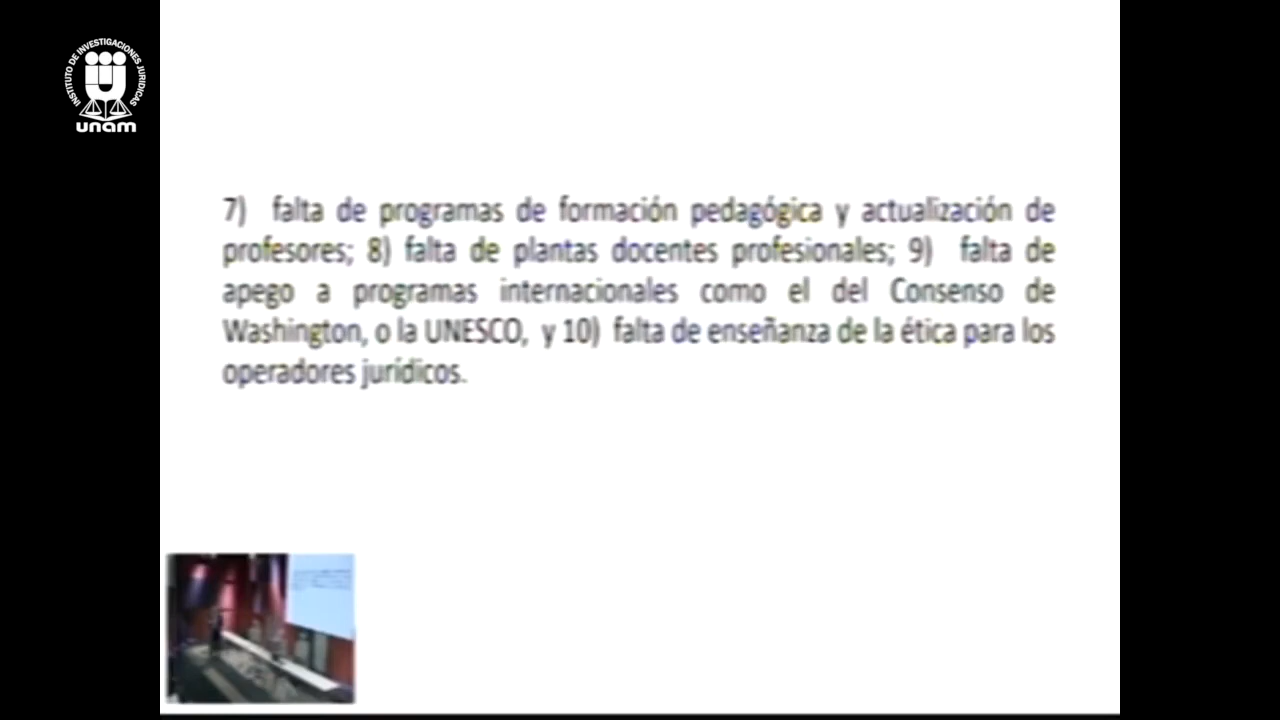 INSTITUTO DE INVESTIGACIONES JURIDICAS
unam
7) falta de programas de formación pedagógica y actualización de
profesores; 8) falta de plantas docentes profesionales; 9) falta de
apego a programas internacionales como el del Consenso de
Washington, o la UNESCO, y 10) falta de enseñanza de la ética para los
operadores jurídicos.